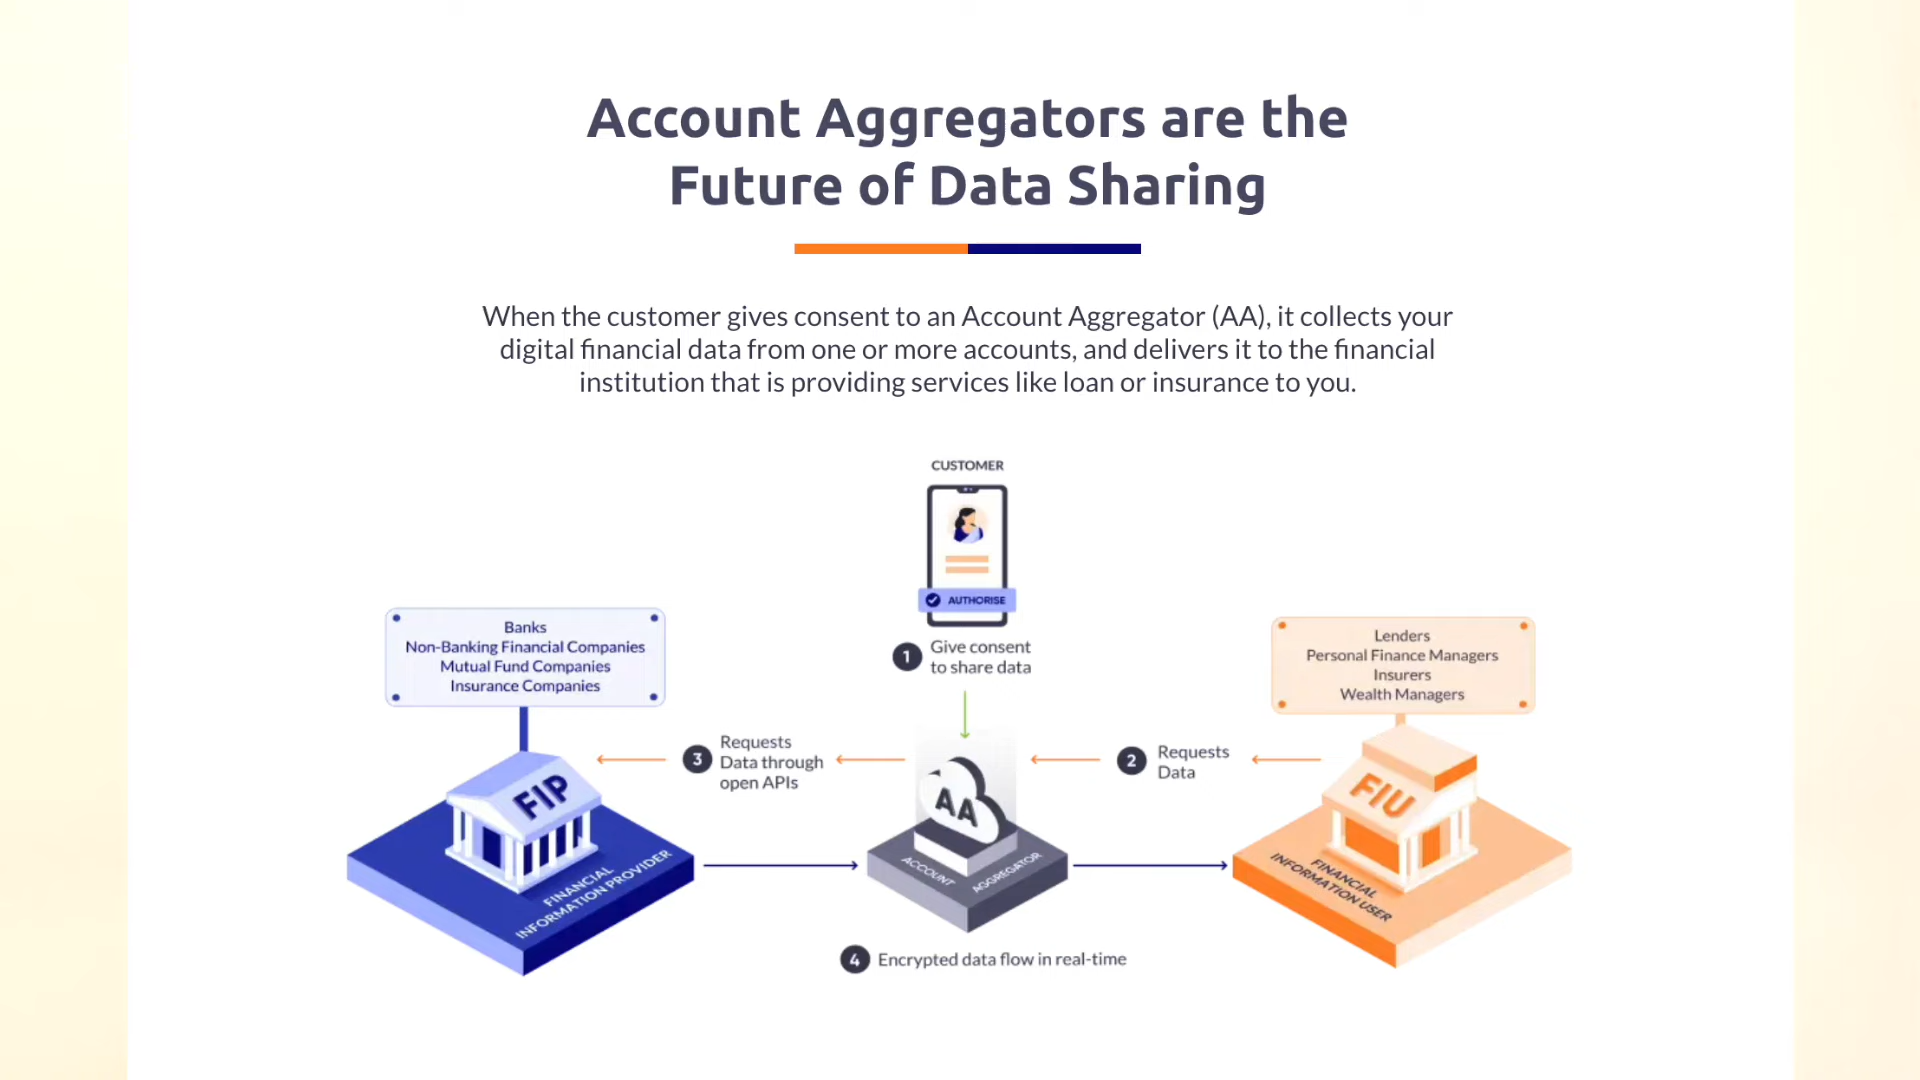 Account Aggregators are the
Future of Data Sharing
When the customer gives consent to an Account Aggregator (AA), it collects your
digital financial data from one or more accounts, and delivers it to the financial
institution that is providing services like loan or insurance to you.
CUSTOMER
AUTHORISE
1 Give consent
to share data
Banks
Non-Banking Financial Companies
Mutual Fund Companies
Insurance Companies
Lenders
Personal Finance Managers
Insurers
Wealth Managers
3 Requests
Data through
open APIs
2 Requests
Data
FIP
FINANCIAL
INFORMATION PROVIDER
AA
ACCOUNT
AGGREGATOR
FIU
FINANCIAL
INFORMATION USER
4 Encrypted data flow in real-time